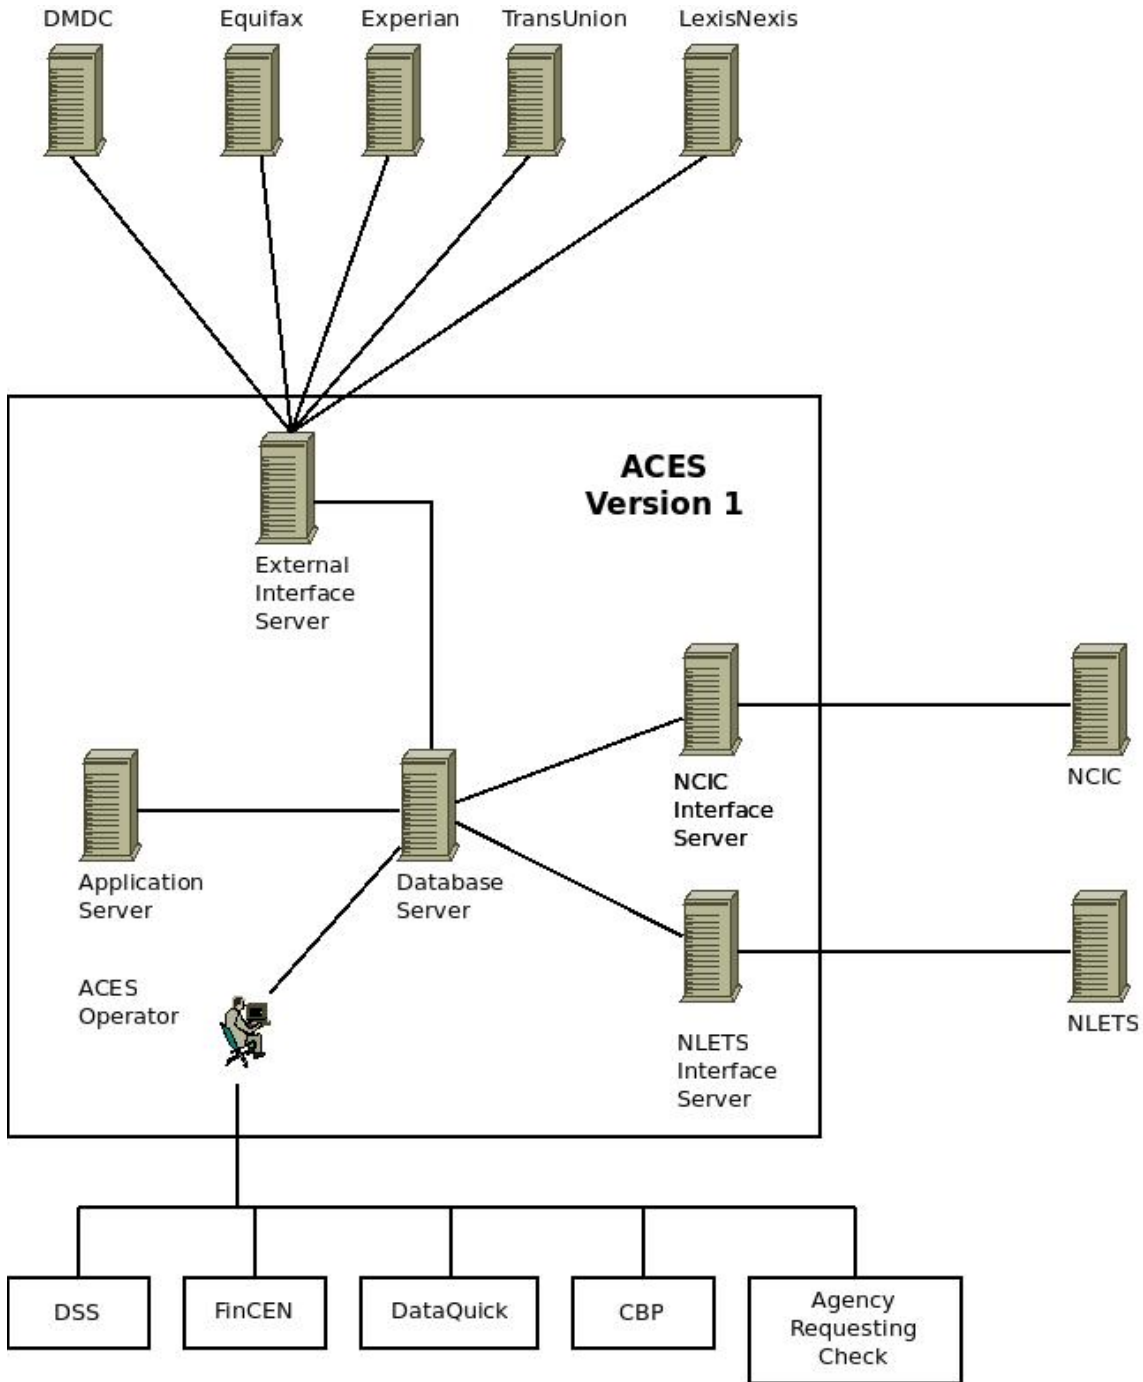 DMDC
Equifax
Experian
TransUnion
LexisNexis
ACES
Version 1
External
Interface
Server
NCIC
Interface
Server
NCIC
Application
Server
Database
Server
ACES
Operator
NLETS
Interface
Server
NLETS
DSS
FinCEN
DataQuick
CBP
Agency
Requesting
Check